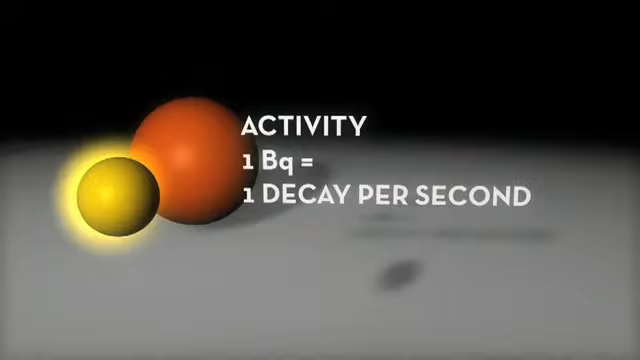 ACTIVITY
1 Bq =
1 DECAY PER SECOND